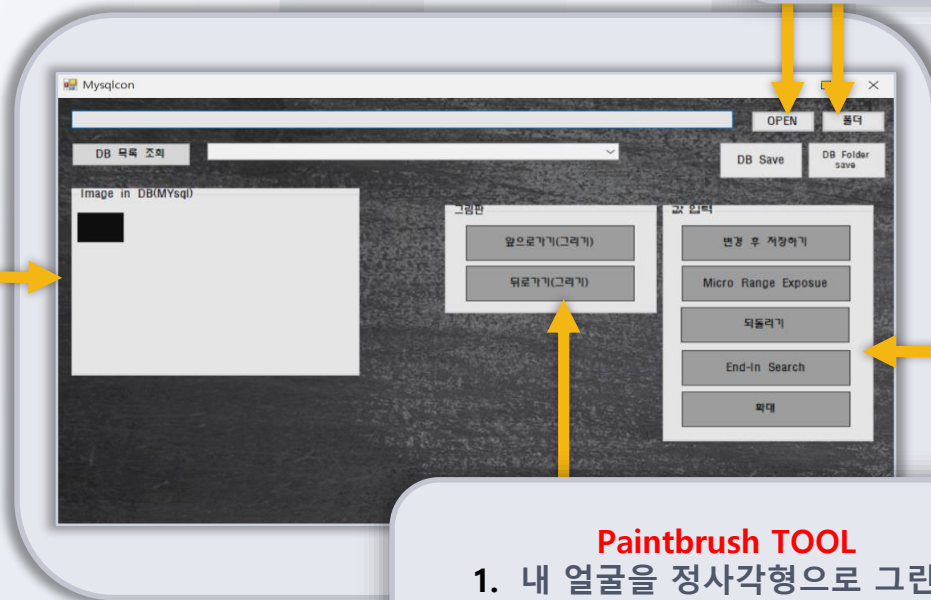 Mysqlcon
OPEN
폴더
DB 목록 조회
DB Save
DB Folder
save
Image in DB(MYsql)
그림판
앞으로가기(그리기)
뒤로가기(그리기)
값 입력
변경 후 저장하기
Micro Range Exposue
되돌리기
End-In Search
확대
Paintbrush TOOL
1. 내 얼굴을 정사각형으로 그린